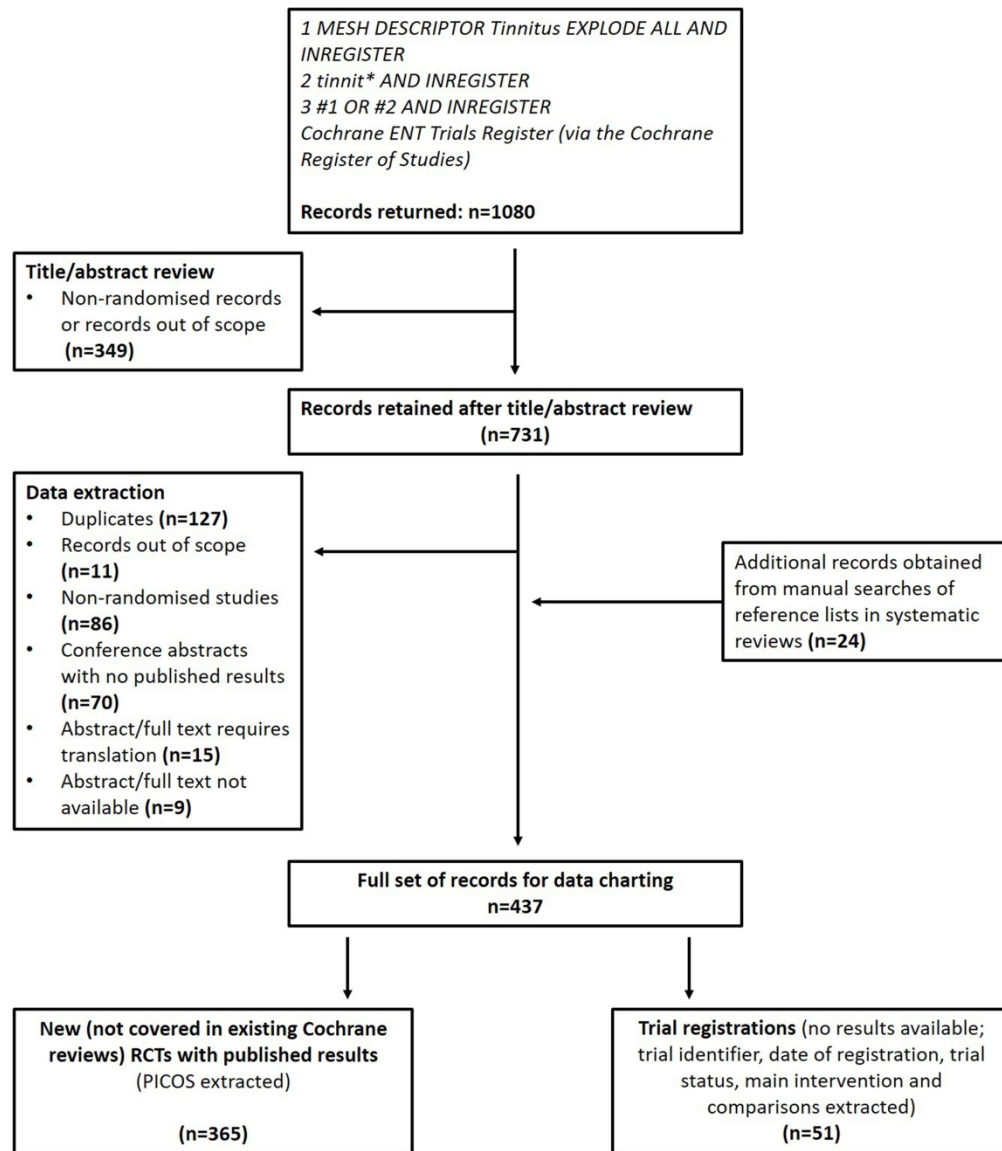 1 MESH DESCRIPTOR Tinnitus EXPLODE ALL AND
INREGISTER
2 tinnit* AND INREGISTER
3 #1 OR #2 AND INREGISTER
Cochrane ENT Trials Register (via the Cochrane
Register of Studies)
Records returned: n=1080
Title/abstract review
• Non-randomised records
or records out of scope
(n=349)
Records retained after title/abstract review
(n=731)
Data extraction
• Duplicates (n=127)
• Records out of scope
(n=11)
• Non-randomised studies
(n=86)
• Conference abstracts
with no published results
(n=70)
• Abstract/full text requires
translation (n=15)
• Abstract/full text not
available (n=9)
Additional records obtained
from manual searches of
reference lists in systematic
reviews (n=24)
Full set of records for data charting
n=437
New (not covered in existing Cochrane
reviews) RCTs with published results
(PICOS extracted)
(n=365)
Trial registrations (no results available;
trial identifier, date of registration, trial
status, main intervention and
comparisons extracted)
(n=51)